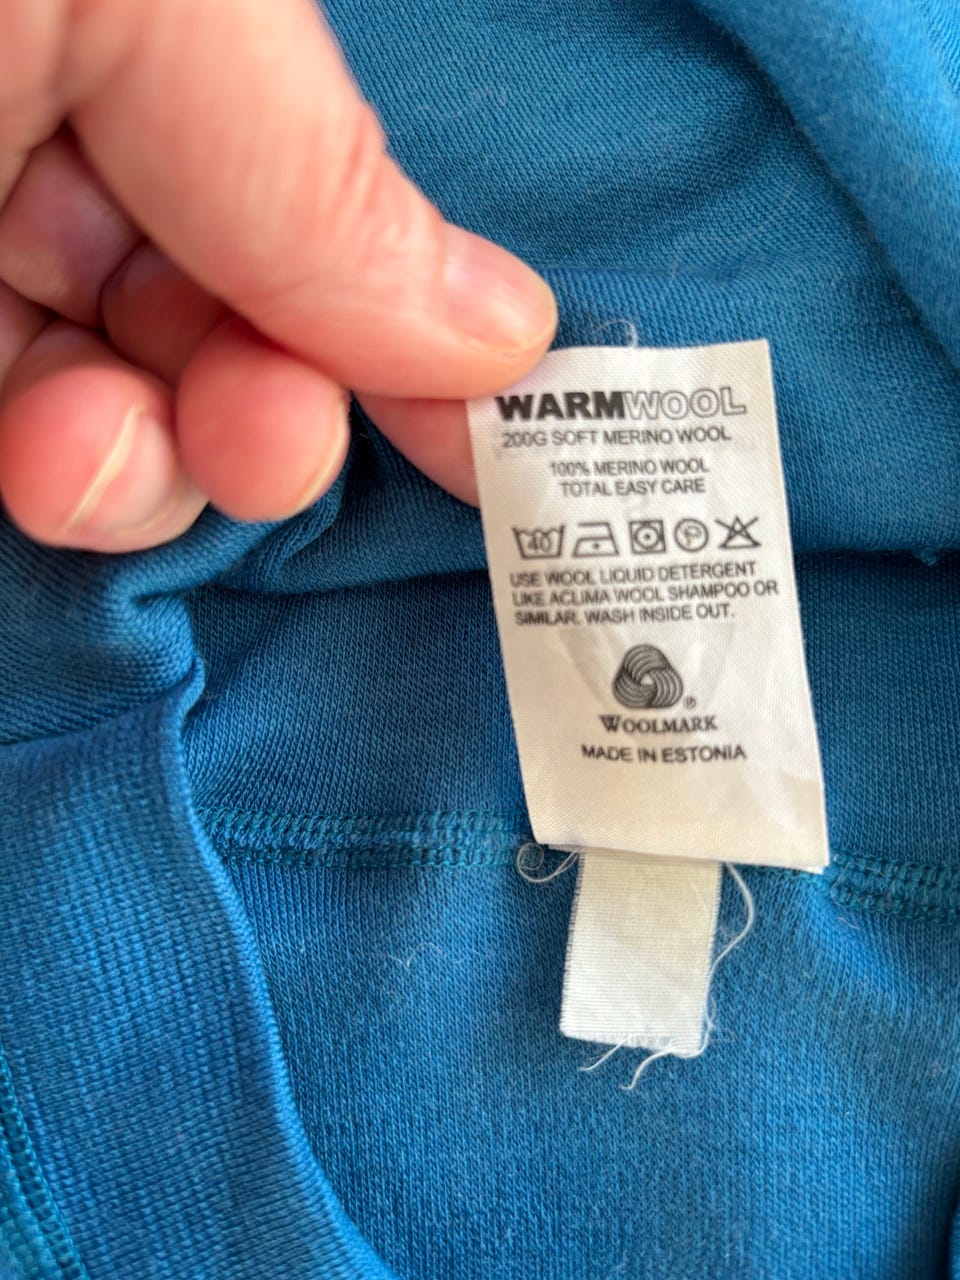 WARMWOOL
200G SOFT MERINO WOOL
100% MERINO WOOL
TOTAL EASY CARE
40 P
USE WOOL LIQUID DETERGENT
LIKE ACLIMA WOOL SHAMPOO OR
SIMILAR. WASH INSIDE OUT.
®
WOOLMARK
MADE IN ESTONIA